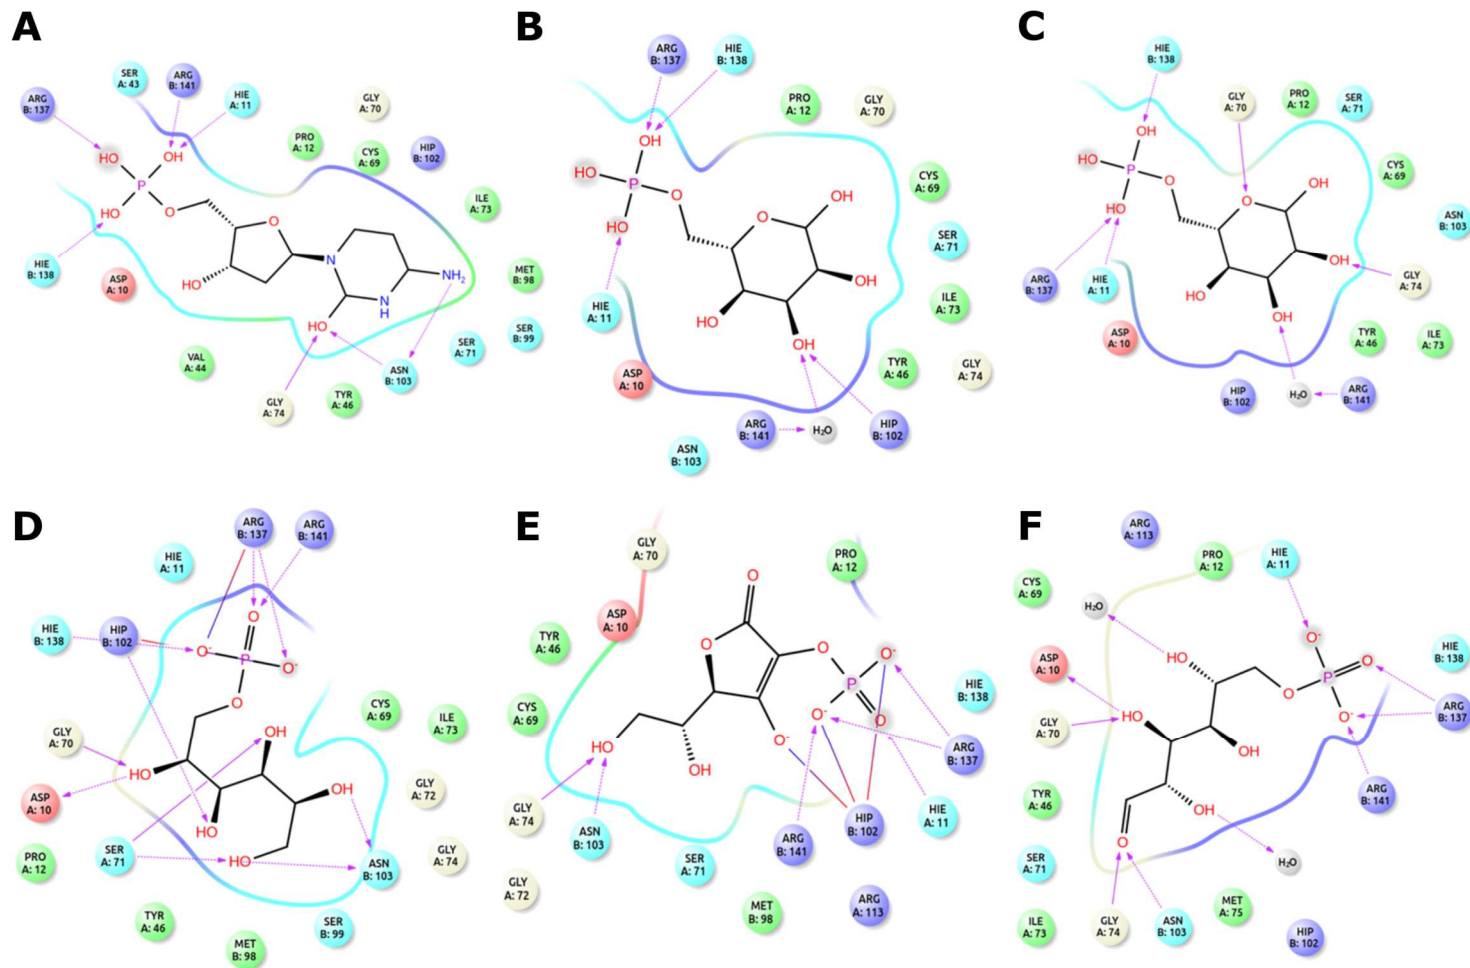 A
SER
A: 43
ARG
B: 141
HIE
A: 11
ARG
B: 137
GLY
A: 70
PRO
A: 12
CYS
A: 69
HIP
B: 102
HO
OH
P
HO
O
O
ILE
A: 73
N
NH2
HO
N
H
HO
HIE
B: 138
ASP
A: 10
MET
B: 98
SER
A: 71
SER
B: 99
VAL
A: 44
ASN
B: 103
GLY
A: 74
TYR
A: 46
B
ARG
B: 137
HIE
B: 138
PRO
A: 12
GLY
A: 70
OH
HO
P
O
HO
O
OH
OH
HO
OH
CYS
A: 69
SER
A: 71
HIE
A: 11
ILE
A: 73
ASP
A: 10
TYR
A: 46
GLY
A: 74
ARG
B: 141
H2O
HIP
B: 102
ASN
B: 103
C
HIE
B: 138
GLY
A: 70
PRO
A: 12
SER
A: 71
OH
HO
P
O
HO
O
OH
OH
HO
OH
CYS
A: 69
ASN
B: 103
ARG
B: 137
HIE
A: 11
GLY
A: 74
ASP
A: 10
TYR
A: 46
ILE
A: 73
HIP
B: 102
H2O
ARG
B: 141
D
ARG
B: 137
ARG
B: 141
HIE
A: 11
HIE
B: 138
HIP
B: 102
O
O-
P
O-
O
OH
HO
OH
HO
HO
CYS
A: 69
ILE
A: 73
GLY
A: 70
ASP
A: 10
GLY
A: 72
PRO
A: 12
SER
A: 71
ASN
B: 103
GLY
A: 74
TYR
A: 46
MET
B: 98
SER
B: 99
E
GLY
A: 70
PRO
A: 12
ASP
A: 10
TYR
A: 46
O
O
O
O-
P
O-
O
HO
O-
OH
HIE
B: 138
CYS
A: 69
ARG
B: 137
GLY
A: 74
ASN
B: 103
HIE
A: 11
HIP
B: 102
ARG
B: 141
SER
A: 71
GLY
A: 72
MET
B: 98
ARG
A: 113
F
ARG
A: 113
PRO
A: 12
HIE
A: 11
CYS
A: 69
H2O
ASP
A: 10
HO
O-
O
P
O
O-
HO
OH
OH
O
HIE
B: 138
GLY
A: 70
ARG
B: 137
TYR
A: 46
ARG
B: 141
SER
A: 71
H2O
ILE
A: 73
GLY
A: 74
ASN
B: 103
MET
A: 75
HIP
B: 102